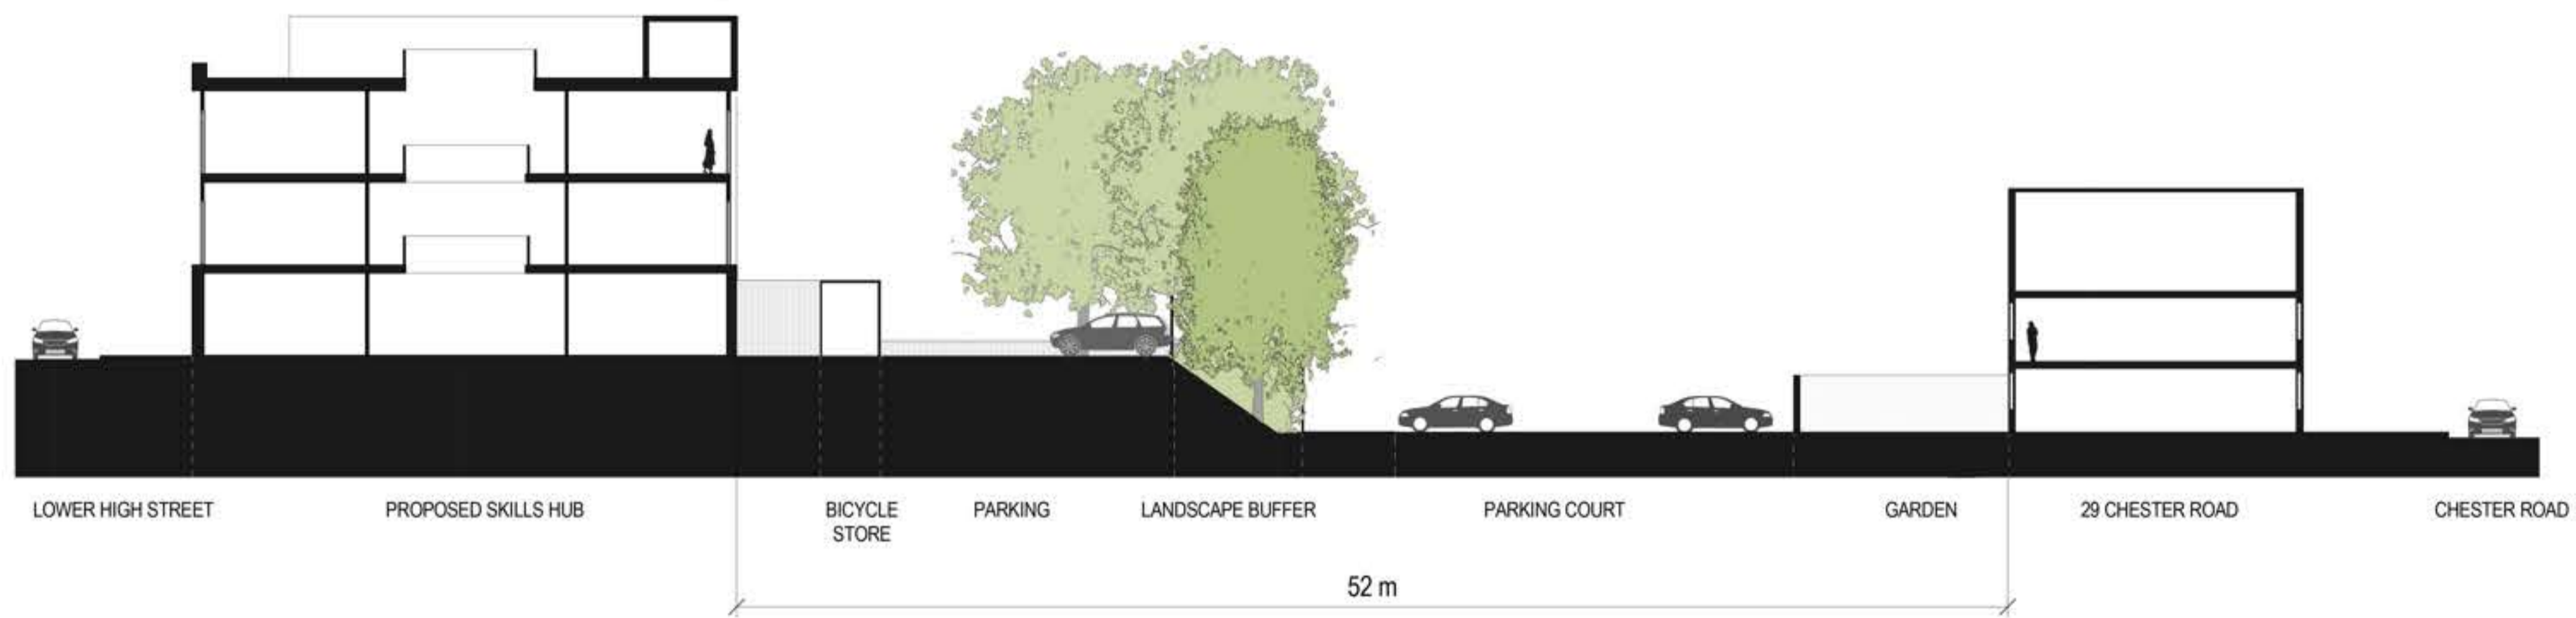 LOWER HIGH STREET
PROPOSED SKILLS HUB
BICYCLE
STORE
PARKING
LANDSCAPE BUFFER
PARKING COURT
GARDEN
29 CHESTER ROAD
CHESTER ROAD
52 m